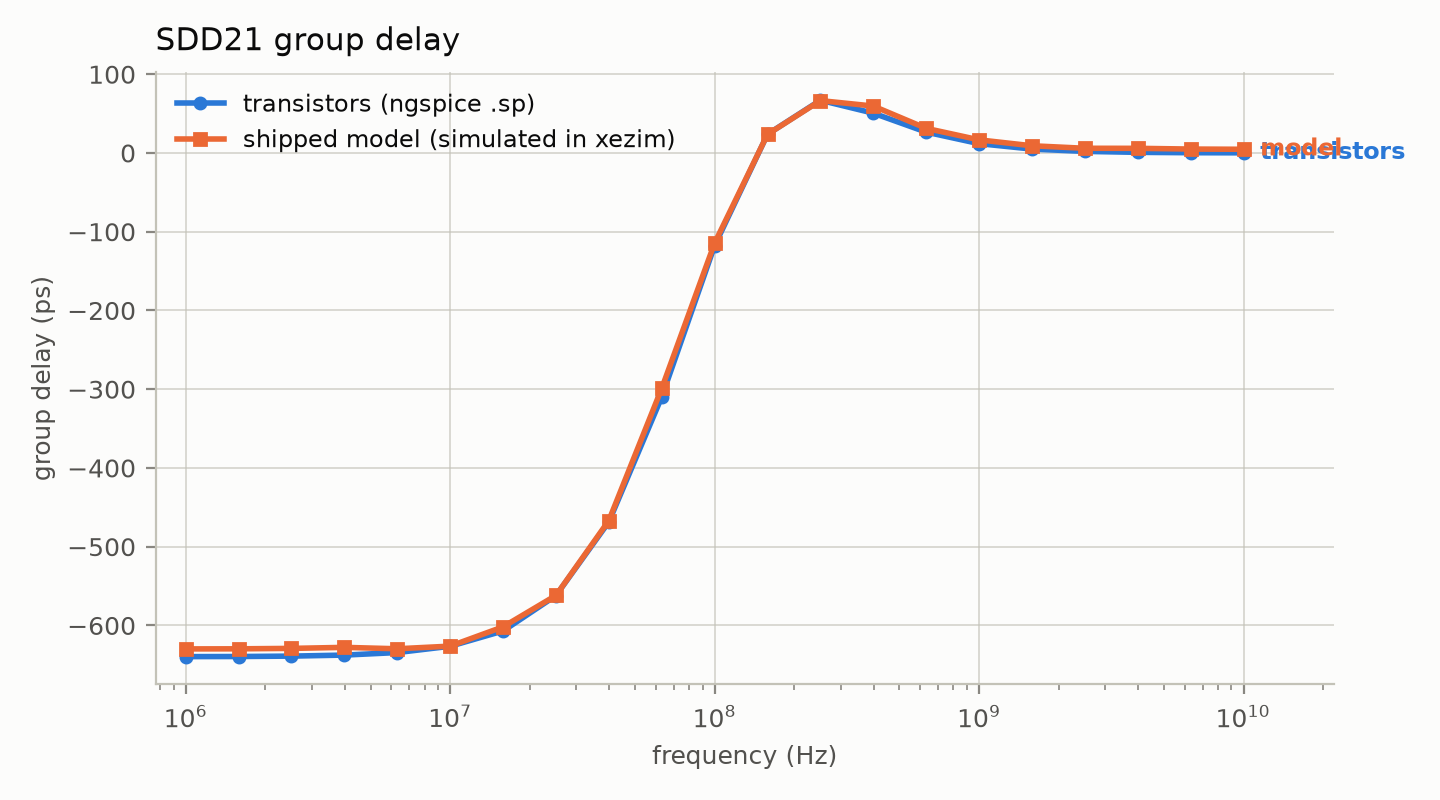 SDD21 group delay
transistors (ngspice .sp)
shipped model (simulated in xezim)
100
0
−100
−200
−300
−400
−500
−600
group delay (ps)
model
transistors
10⁶
10⁷
10⁸
10⁹
10¹⁰
frequency (Hz)